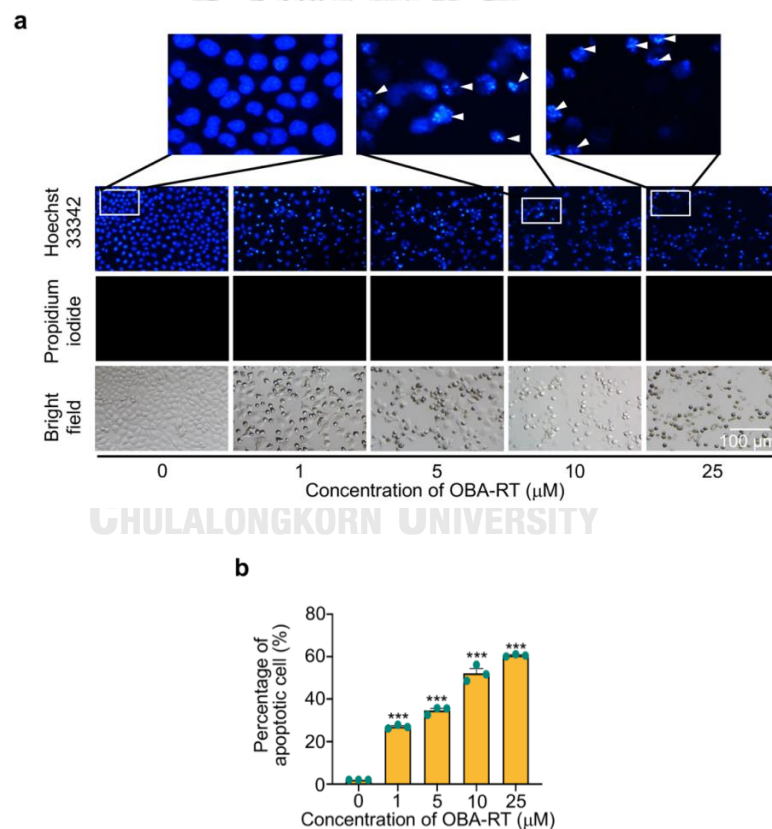 a
Hoechst
33342
Propidium
iodide
Bright
field
100 μm
0 1 5 10 25
Concentration of OBA-RT (μM)
CHULALONGKORN UNIVERSITY
b
Percentage of
apoptotic cell (%)
80
60
40
20
0
*** *** *** ***
0 1 5 10 25
Concentration of OBA-RT (μM)